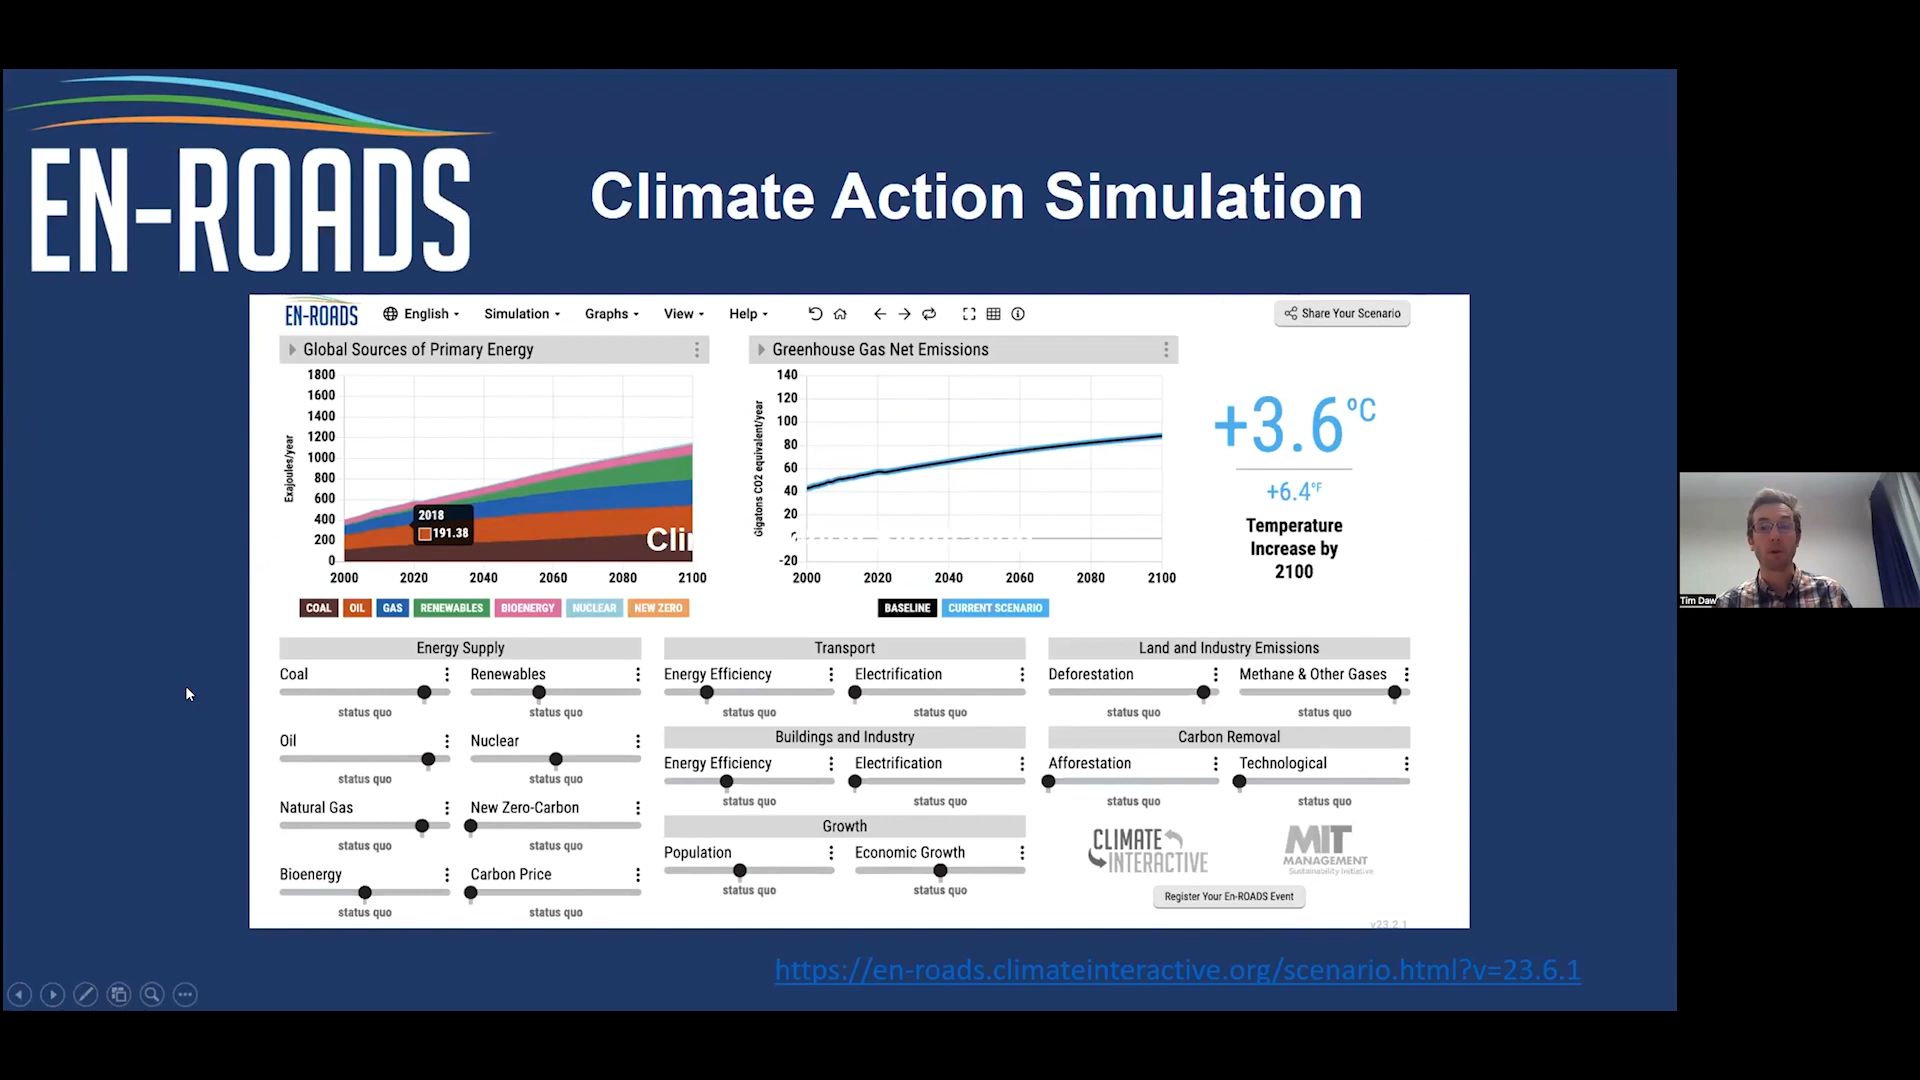 EN-ROADS
Climate Action Simulation
EN-ROADS English Simulation Graphs View Help Share Your Scenario
Global Sources of Primary Energy
Exajoules/year
1800
1600
1400
1200
1000
800
600
400
200
0
2018
191.38
Clim
2000 2020 2040 2060 2080 2100
COAL OIL GAS RENEWABLES BIOENERGY NUCLEAR NEW ZERO
Greenhouse Gas Net Emissions
Gigatons CO2 equivalent/year
140
120
100
80
60
40
20
-20
2000 2020 2040 2060 2080 2100
BASELINE CURRENT SCENARIO
+3.6 °C
+6.4°F
Temperature
Increase by
2100
Energy Supply
Coal Renewables
status quo status quo
Oil Nuclear
status quo status quo
Natural Gas New Zero-Carbon
status quo status quo
Bioenergy Carbon Price
status quo status quo
Transport
Energy Efficiency Electrification
status quo status quo
Buildings and Industry
Energy Efficiency Electrification
status quo status quo
Growth
Population Economic Growth
status quo status quo
Land and Industry Emissions
Deforestation Methane & Other Gases
status quo status quo
Carbon Removal
Afforestation Technological
status quo status quo
CLIMATE
INTERACTIVE
MIT
MANAGEMENT
Sustainability Initiative
Register Your En-ROADS Event
v23.2.1
https://en-roads.climateinteractive.org/scenario.html?v=23.6.1
Tim Daw